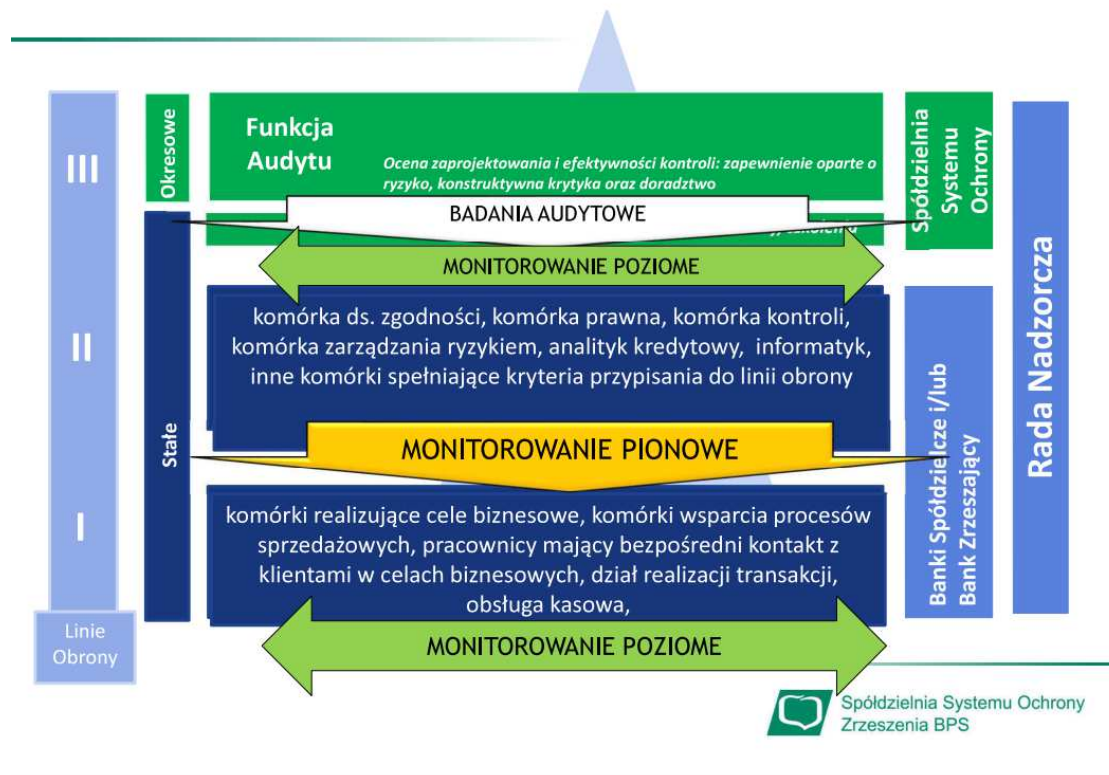 III
II
I
Linie
Obrony
Okresowe
Stałe
Funkcja
Audytu
Ocena zaprojektowania i efektywności kontroli: zapewnienie oparte o
ryzyko, konstruktywna krytyka oraz doradztwo
BADANIA AUDYTOWE
MONITOROWANIE POZIOME
komórka ds. zgodności, komórka prawna, komórka kontroli,
komórka zarządzania ryzykiem, analityk kredytowy, informatyk,
inne komórki spełniające kryteria przypisania do linii obrony
MONITOROWANIE PIONOWE
komórki realizujące cele biznesowe, komórki wsparcia procesów
sprzedażowych, pracownicy mający bezpośredni kontakt z
klientami w celach biznesowych, dział realizacji transakcji,
obsługa kasowa,
MONITOROWANIE POZIOME
Spółdzielnia
Systemu
Ochrony
Banki Spółdzielcze i/lub
Bank Zrzeszający
Rada Nadzorcza
Spółdzielnia Systemu Ochrony
Zrzeszenia BPS